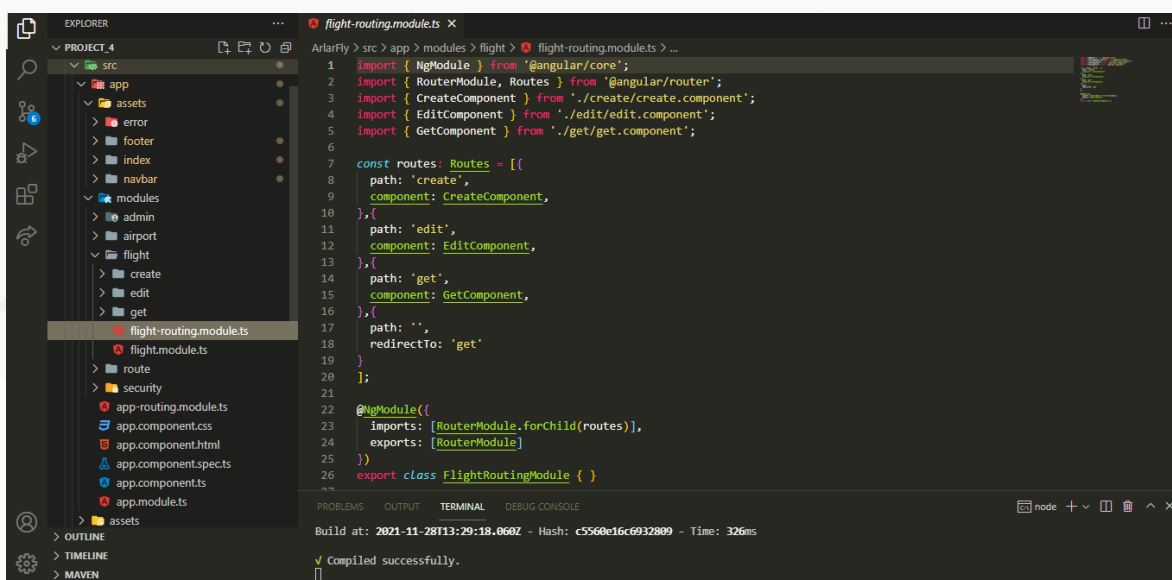 EXPLORER
PROJECT_4
src
app
assets
error
footer
index
navbar
modules
admin
airport
flight
create
edit
get
flight-routing.module.ts
flight.module.ts
route
security
app-routing.module.ts
app.component.css
app.component.html
app.component.spec.ts
app.component.ts
app.module.ts
assets
OUTLINE
TIMELINE
MAVEN
6
flight-routing.module.ts
ArlarFly > src > app > modules > flight > flight-routing.module.ts > ...
1 import { NgModule } from '@angular/core';
2 import { RouterModule, Routes } from '@angular/router';
3 import { CreateComponent } from './create/create.component';
4 import { EditComponent } from './edit/edit.component';
5 import { GetComponent } from './get/get.component';
6
7 const routes: Routes = [{
8 path: 'create',
9 component: CreateComponent,
10 },{
11 path: 'edit',
12 component: EditComponent,
13 },{
14 path: 'get',
15 component: GetComponent,
16 },{
17 path: '',
18 redirectTo: 'get'
19 }
20 ];
21
22 @NgModule({
23 imports: [RouterModule.forChild(routes)],
24 exports: [RouterModule]
25 })
26 export class FlightRoutingModule { }
PROBLEMS OUTPUT TERMINAL DEBUG CONSOLE
node
Build at: 2021-11-28T13:29:18.060Z - Hash: c5560e16c6932809 - Time: 326ms
√ Compiled successfully.